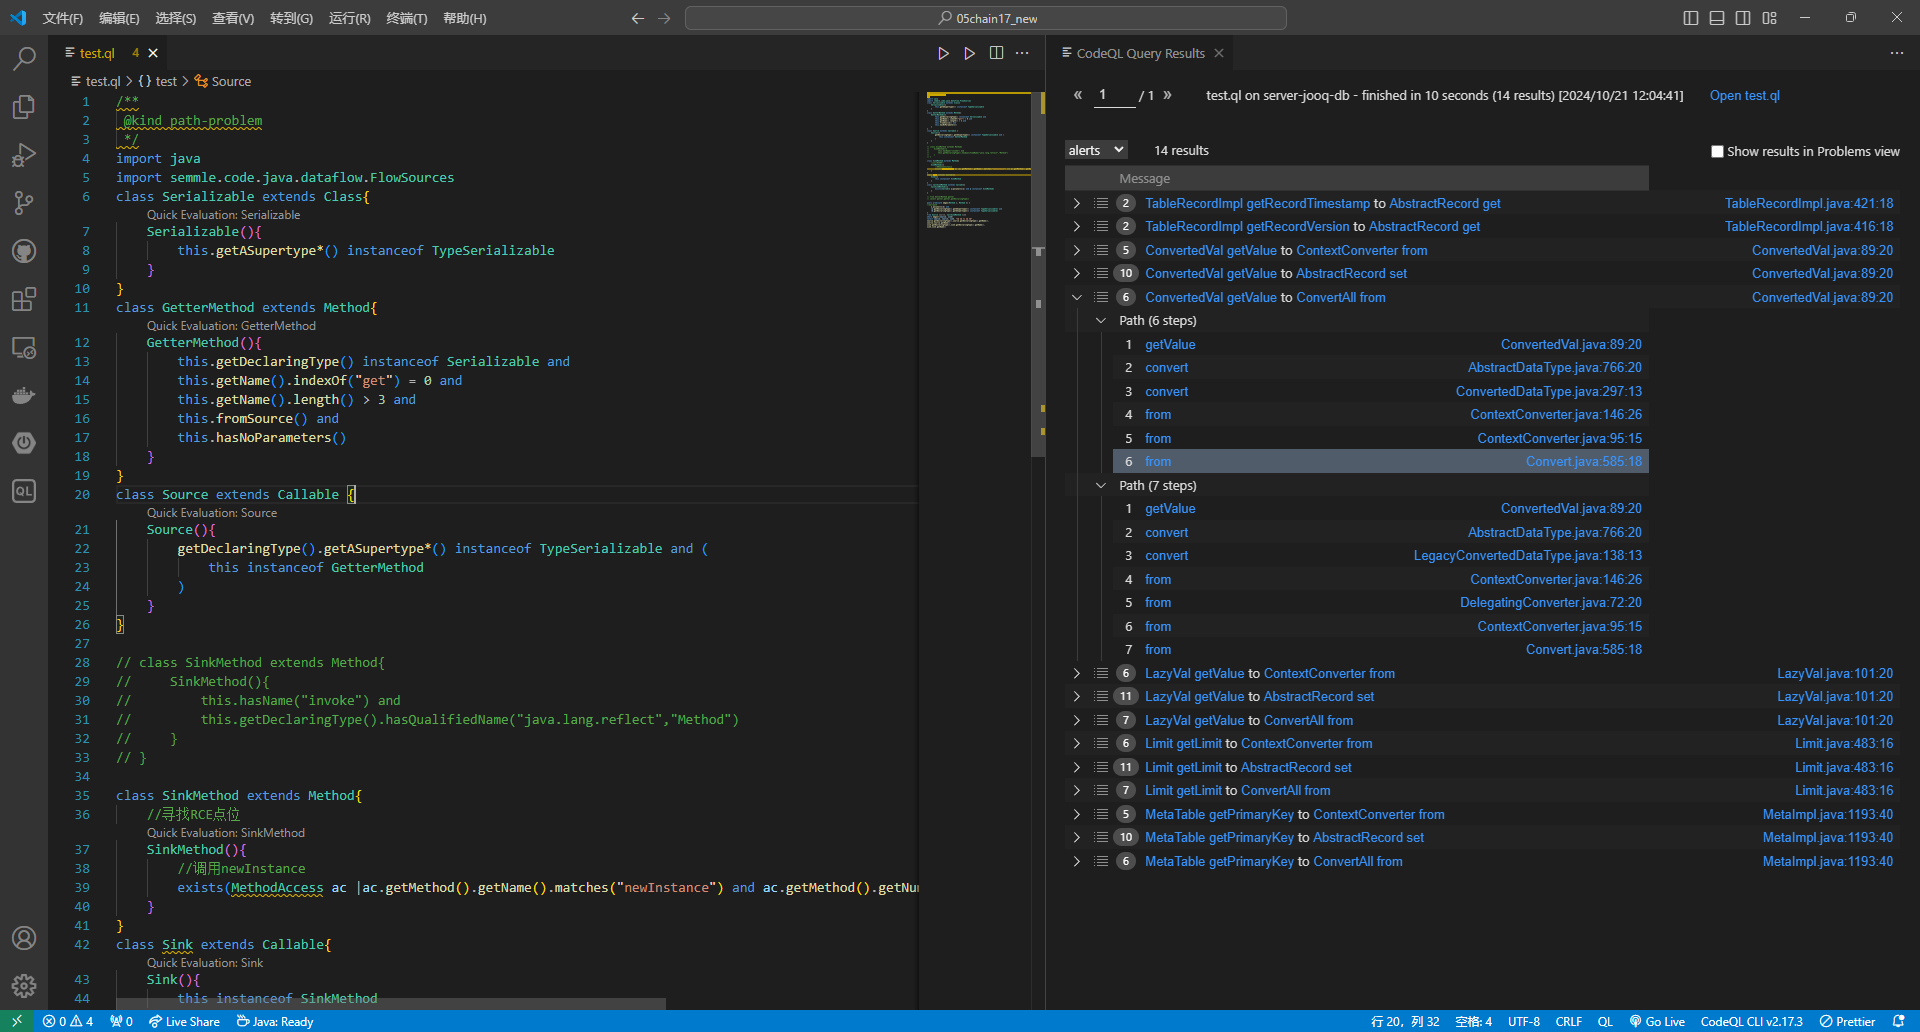 文件(F) 编辑(E) 选择(S) 查看(V) 转到(G) 运行(R) 终端(T) 帮助(H)
05chain17_new
test.ql 4
test.ql > {} test > Source
1 /**
2 @kind path-problem
3 */
4 import java
5 import semmle.code.java.dataflow.FlowSources
6 class Serializable extends Class{
Quick Evaluation: Serializable
7 Serializable(){
8 this.getASupertype*() instanceof TypeSerializable
9 }
10 }
11 class GetterMethod extends Method{
Quick Evaluation: GetterMethod
12 GetterMethod(){
13 this.getDeclaringType() instanceof Serializable and
14 this.getName().indexOf("get") = 0 and
15 this.getName().length() > 3 and
16 this.fromSource() and
17 this.hasNoParameters()
18 }
19 }
20 class Source extends Callable {
Quick Evaluation: Source
21 Source(){
22 getDeclaringType().getASupertype*() instanceof TypeSerializable and (
23 this instanceof GetterMethod
24 )
25 }
26 }
27
28 // class SinkMethod extends Method{
29 // SinkMethod(){
30 // this.hasName("invoke") and
31 // this.getDeclaringType().hasQualifiedName("java.lang.reflect","Method")
32 // }
33 // }
34
35 class SinkMethod extends Method{
36 //寻找RCE点位
Quick Evaluation: SinkMethod
37 SinkMethod(){
38 //调用newInstance
39 exists(MethodAccess ac |ac.getMethod().getName().matches("newInstance") and ac.getMethod().getNu
40 }
41 }
42 class Sink extends Callable{
Quick Evaluation: Sink
43 Sink(){
44 this instanceof SinkMethod
CodeQL Query Results
« 1 / 1 » test.ql on server-jooq-db - finished in 10 seconds (14 results) [2024/10/21 12:04:41] Open test.ql
alerts 14 results Show results in Problems view
Message
2 TableRecordImpl getRecordTimestamp to AbstractRecord get TableRecordImpl.java:421:18
2 TableRecordImpl getRecordVersion to AbstractRecord get TableRecordImpl.java:416:18
5 ConvertedVal getValue to ContextConverter from ConvertedVal.java:89:20
10 ConvertedVal getValue to AbstractRecord set ConvertedVal.java:89:20
6 ConvertedVal getValue to ConvertAll from ConvertedVal.java:89:20
Path (6 steps)
1 getValue ConvertedVal.java:89:20
2 convert AbstractDataType.java:766:20
3 convert ConvertedDataType.java:297:13
4 from ContextConverter.java:146:26
5 from ContextConverter.java:95:15
6 from Convert.java:585:18
Path (7 steps)
1 getValue ConvertedVal.java:89:20
2 convert AbstractDataType.java:766:20
3 convert LegacyConvertedDataType.java:138:13
4 from ContextConverter.java:146:26
5 from DelegatingConverter.java:72:20
6 from ContextConverter.java:95:15
7 from Convert.java:585:18
6 LazyVal getValue to ContextConverter from LazyVal.java:101:20
11 LazyVal getValue to AbstractRecord set LazyVal.java:101:20
7 LazyVal getValue to ConvertAll from LazyVal.java:101:20
6 Limit getLimit to ContextConverter from Limit.java:483:16
11 Limit getLimit to AbstractRecord set Limit.java:483:16
7 Limit getLimit to ConvertAll from Limit.java:483:16
5 MetaTable getPrimaryKey to ContextConverter from MetaImpl.java:1193:40
10 MetaTable getPrimaryKey to AbstractRecord set MetaImpl.java:1193:40
6 MetaTable getPrimaryKey to ConvertAll from MetaImpl.java:1193:40
QL
0 4 0 Live Share Java: Ready 行 20，列 32 空格: 4 UTF-8 CRLF QL Go Live CodeQL CLI v2.17.3 Prettier